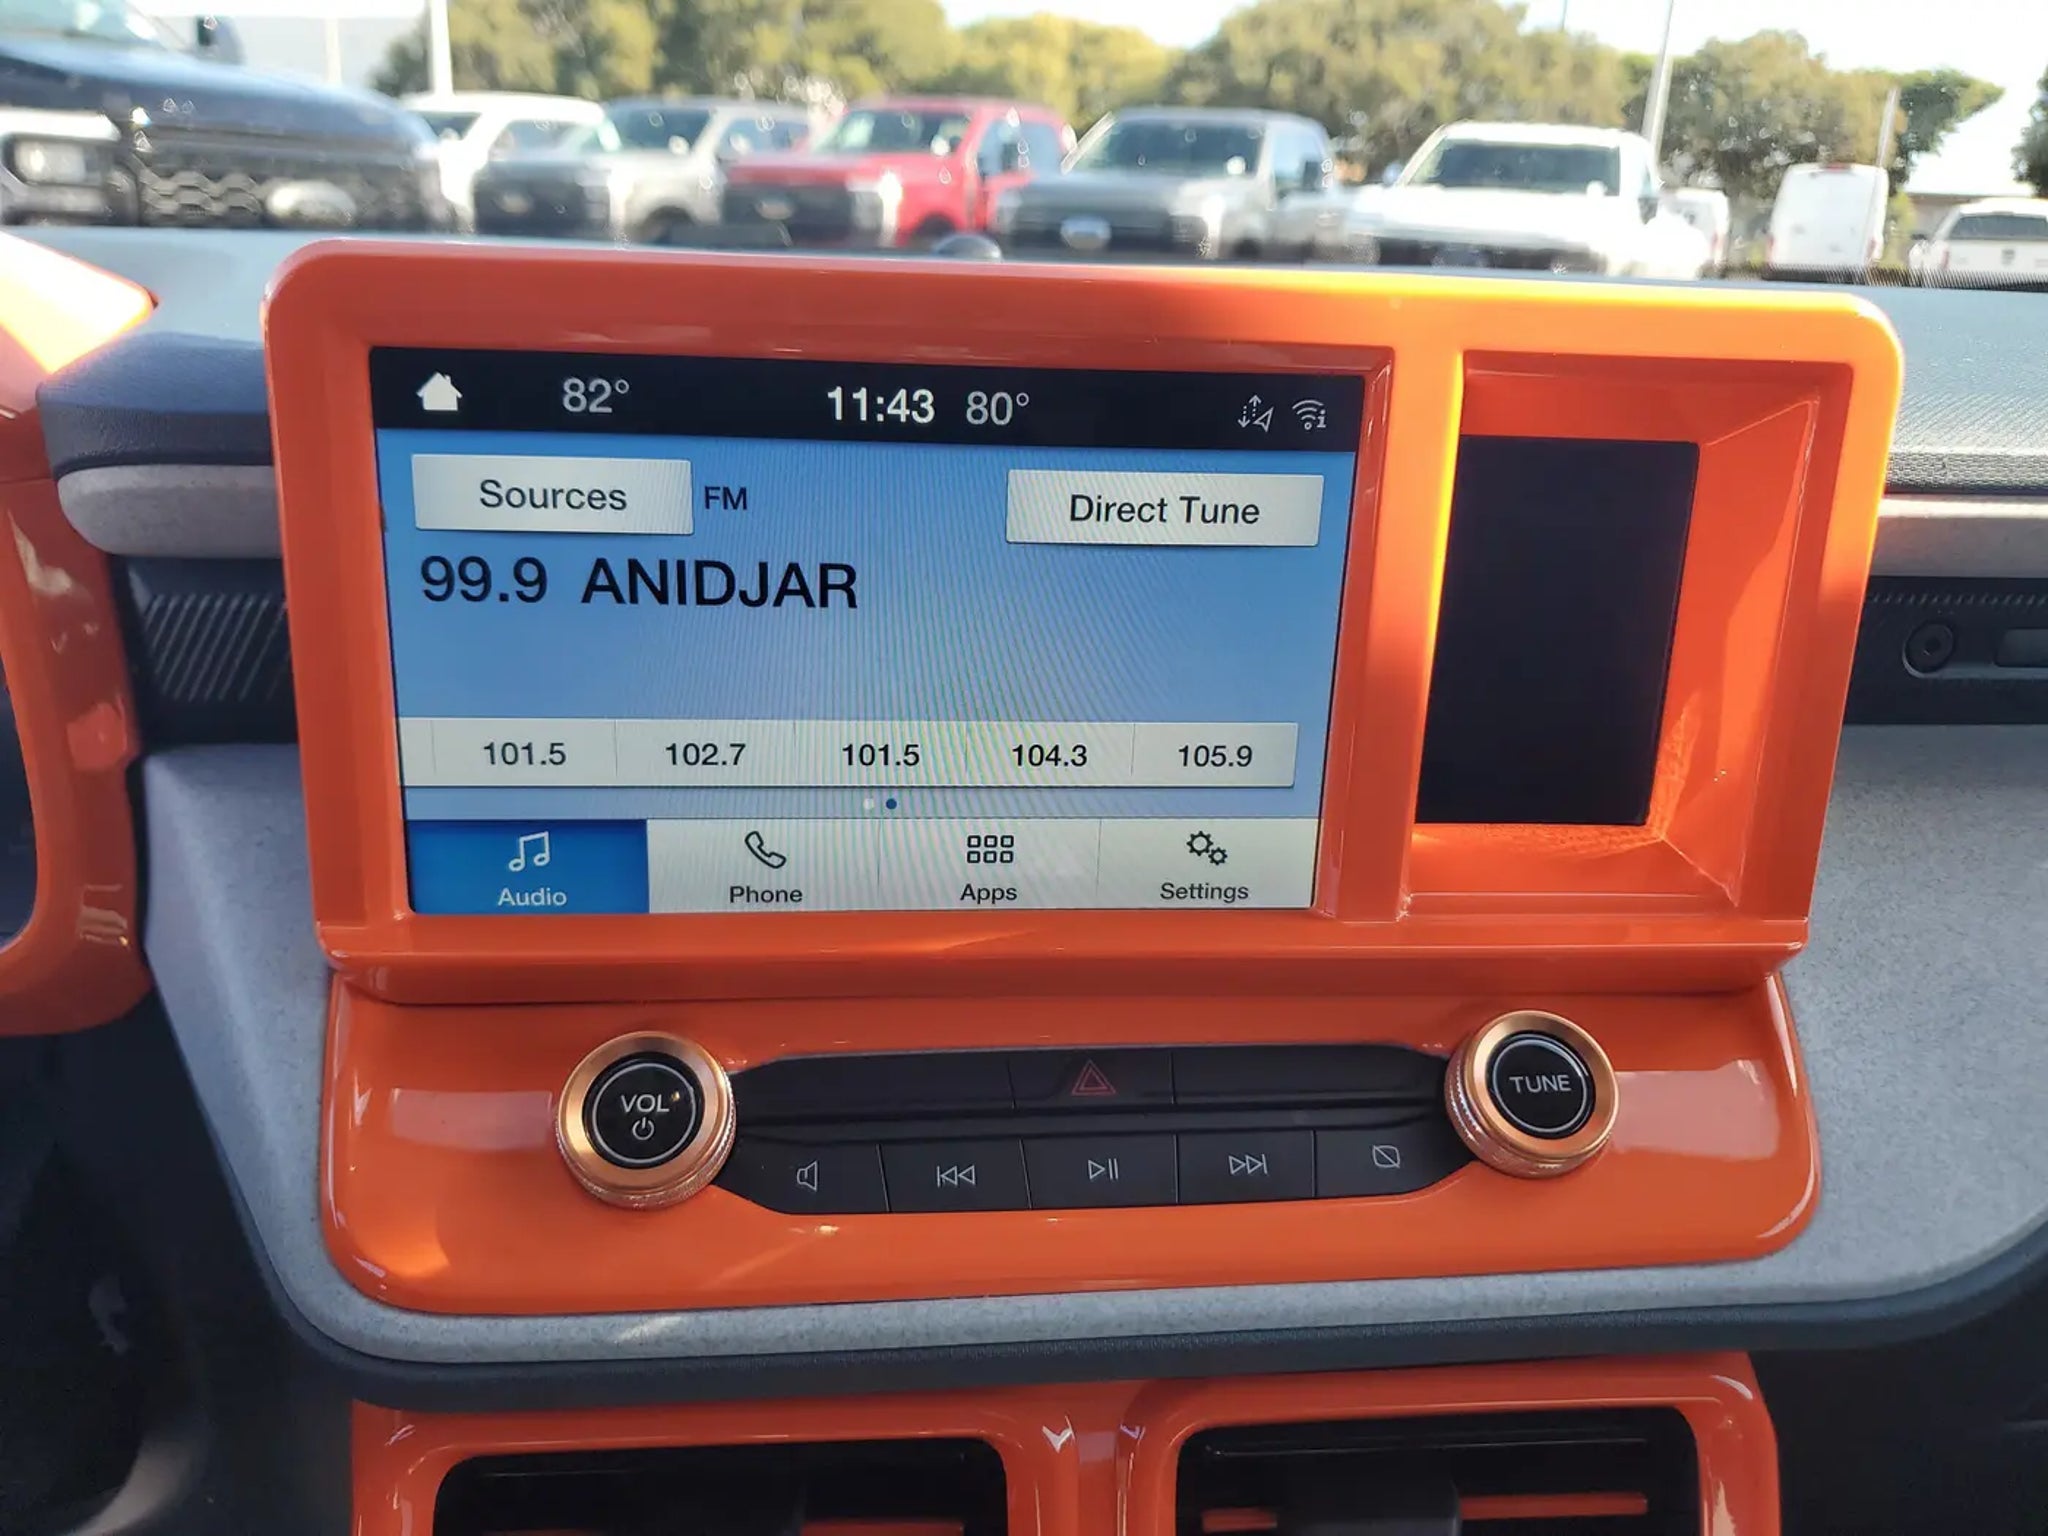 82° 11:43 80°
Sources FM Direct Tune
99.9 ANIDJAR
101.5 102.7 101.5 104.3 105.9
Audio Phone Apps Settings
VOL TUNE